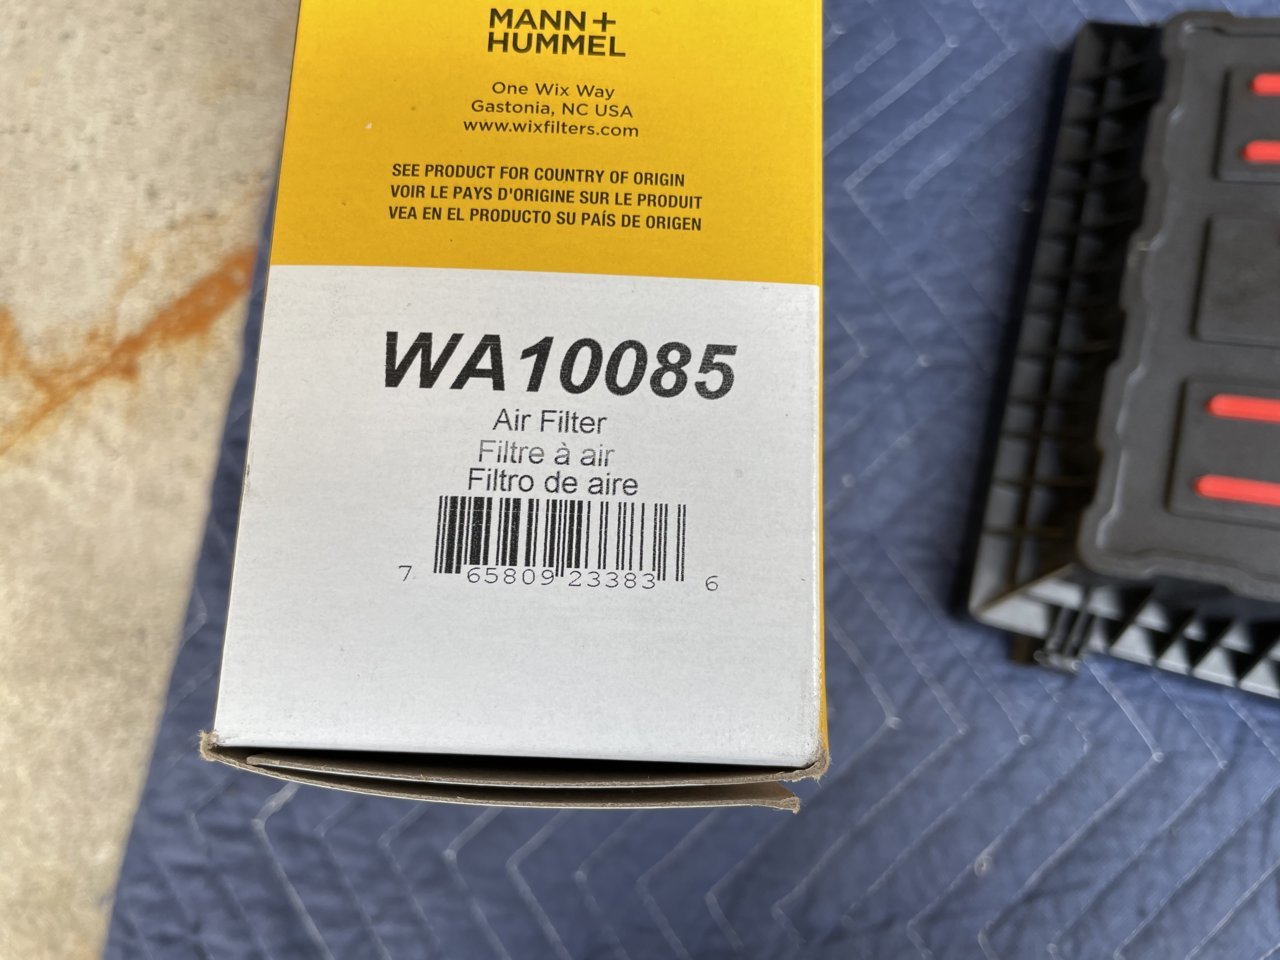 MANN+
HUMMEL
One Wix Way
Gastonia, NC USA
www.wixfilters.com
SEE PRODUCT FOR COUNTRY OF ORIGIN
VOIR LE PAYS D'ORIGINE SUR LE PRODUIT
VEA EN EL PRODUCTO SU PAÍS DE ORIGEN
WA10085
Air Filter
Filtre à air
Filtro de aire
7 65809 23383 6